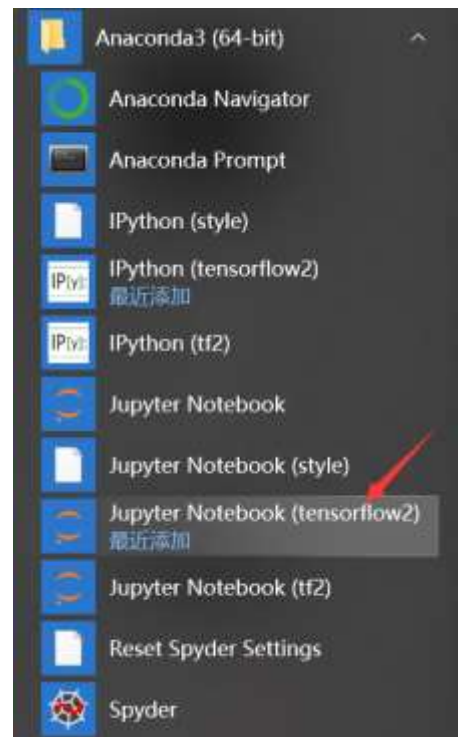 Anaconda3 (64-bit)
Anaconda Navigator
Anaconda Prompt
IPython (style)
IPython (tensorflow2)
最近添加
IPython (tf2)
Jupyter Notebook
Jupyter Notebook (style)
Jupyter Notebook (tensorflow2)
最近添加
Jupyter Notebook (tf2)
Reset Spyder Settings
Spyder